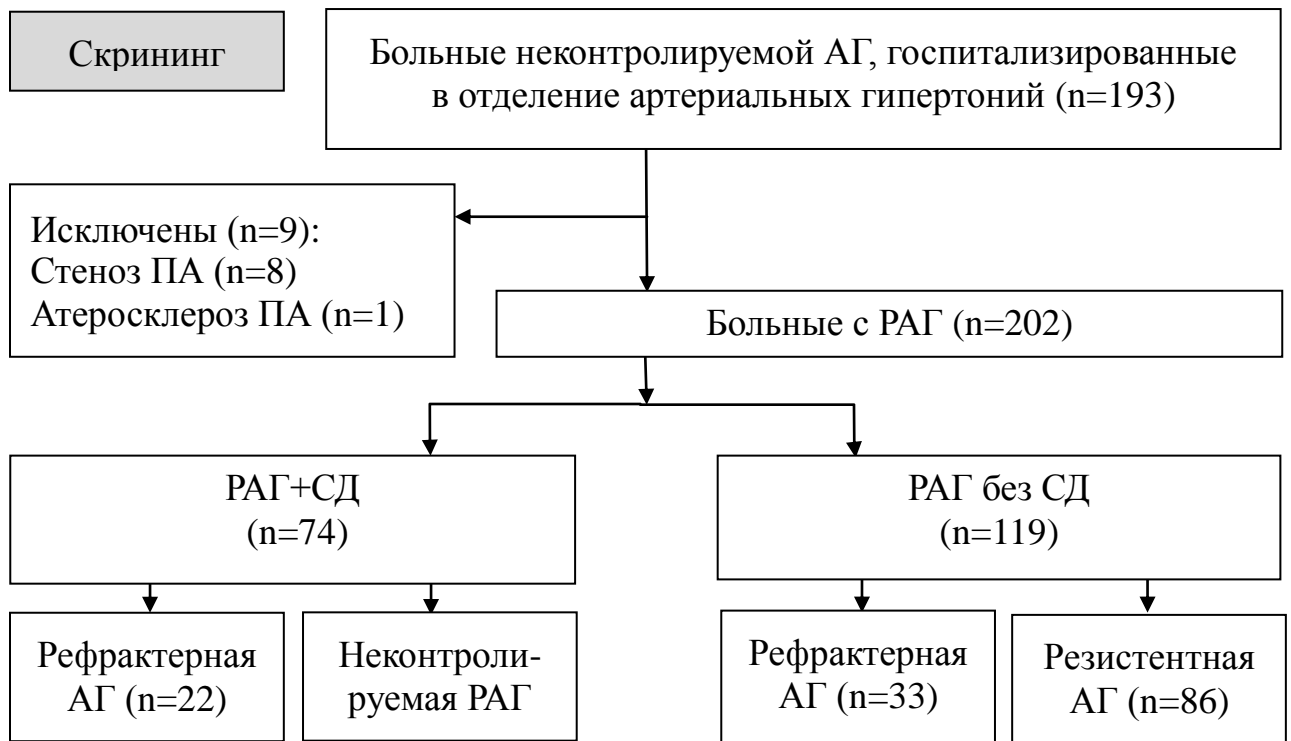 Скрининг
Больные неконтролируемой АГ, госпитализированные
в отделение артериальных гипертоний (n=193)
Исключены (n=9):
Стеноз ПА (n=8)
Атеросклероз ПА (n=1)
Больные с РАГ (n=202)
РАГ+СД
(n=74)
РАГ без СД
(n=119)
Рефрактерная
АГ (n=22)
Неконтроли-
руемая РАГ
Рефрактерная
АГ (n=33)
Резистентная
АГ (n=86)